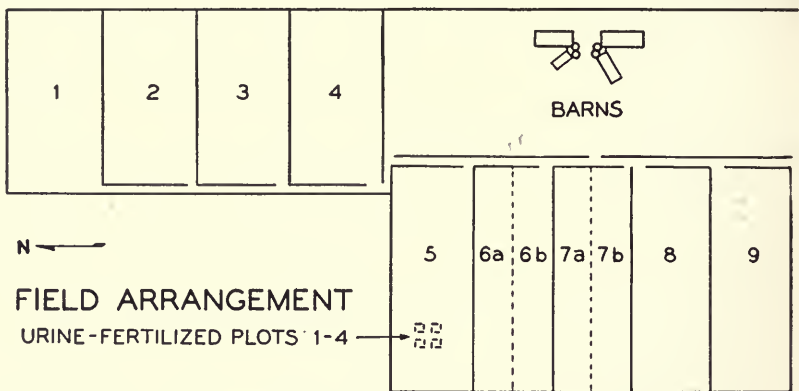 1 2 3 4
BARNS
5 6a 6b 7a 7b 8 9
N
FIELD ARRANGEMENT
URINE-FERTILIZED PLOTS 1-4